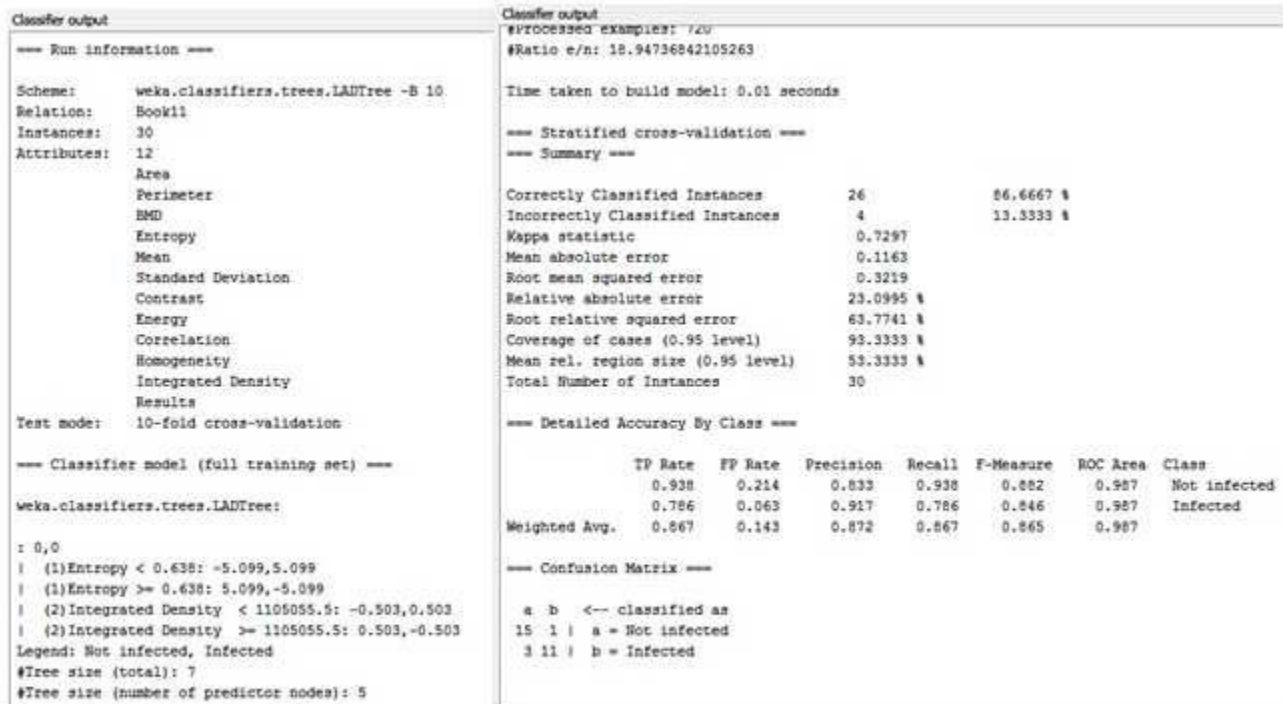 Classifier output
=== Run information ===
Scheme: weka.classifiers.trees.LADTree -B 10
Relation: Book11
Instances: 30
Attributes: 12
Area
Perimeter
BMD
Entropy
Mean
Standard Deviation
Contrast
Energy
Correlation
Homogeneity
Integrated Density
Results
Test mode: 10-fold cross-validation
=== Classifier model (full training set) ===
weka.classifiers.trees.LADTree:
: 0,0
| (1)Entropy < 0.638: -5.099,5.099
| (1)Entropy >= 0.638: 5.099,-5.099
| (2)Integrated Density < 1105055.5: -0.503,0.503
| (2)Integrated Density >= 1105055.5: 0.503,-0.503
Legend: Not infected, Infected
#Tree size (total): 7
#Tree size (number of predictor nodes): 5
Classifier output
#Processed examples: 720
#Ratio e/n: 18.94736842105263
Time taken to build model: 0.01 seconds
=== Stratified cross-validation ===
=== Summary ===
Correctly Classified Instances 26 86.6667 %
Incorrectly Classified Instances 4 13.3333 %
Kappa statistic 0.7297
Mean absolute error 0.1163
Root mean squared error 0.3219
Relative absolute error 23.0995 %
Root relative squared error 63.7741 %
Coverage of cases (0.95 level) 93.3333 %
Mean rel. region size (0.95 level) 53.3333 %
Total Number of Instances 30
=== Detailed Accuracy By Class ===
TP Rate FP Rate Precision Recall F-Measure ROC Area Class
0.938 0.214 0.833 0.938 0.882 0.987 Not infected
0.786 0.063 0.917 0.786 0.846 0.987 Infected
Weighted Avg. 0.867 0.143 0.872 0.867 0.865 0.987
=== Confusion Matrix ===
a b <-- classified as
15 1 | a = Not infected
3 11 | b = Infected